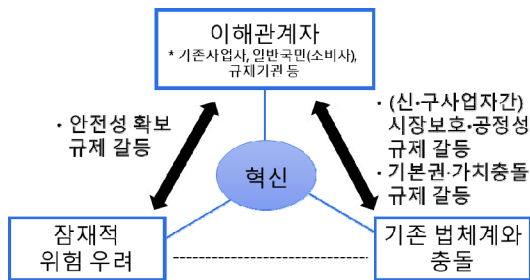 이해관계자
* 기존사업사, 일반국민(소비사),
규제기관 등
• 안전성 확보
규제 갈등
• (신·구사업자간)
시장보호·공정성
규제 갈등
• 기본권·가치충돌
규제 갈등
혁신
잠재적
위험 우려
기존 법체계와
충돌